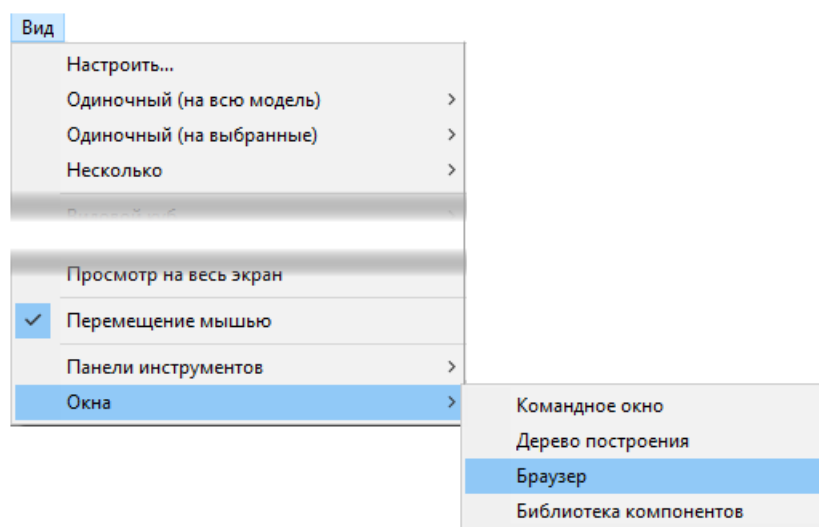 Вид
Настроить...
Одиночный (на всю модель)
Одиночный (на выбранные)
Несколько
Просмотр на весь экран
Перемещение мышью
Панели инструментов
Окна
Командное окно
Дерево построения
Браузер
Библиотека компонентов